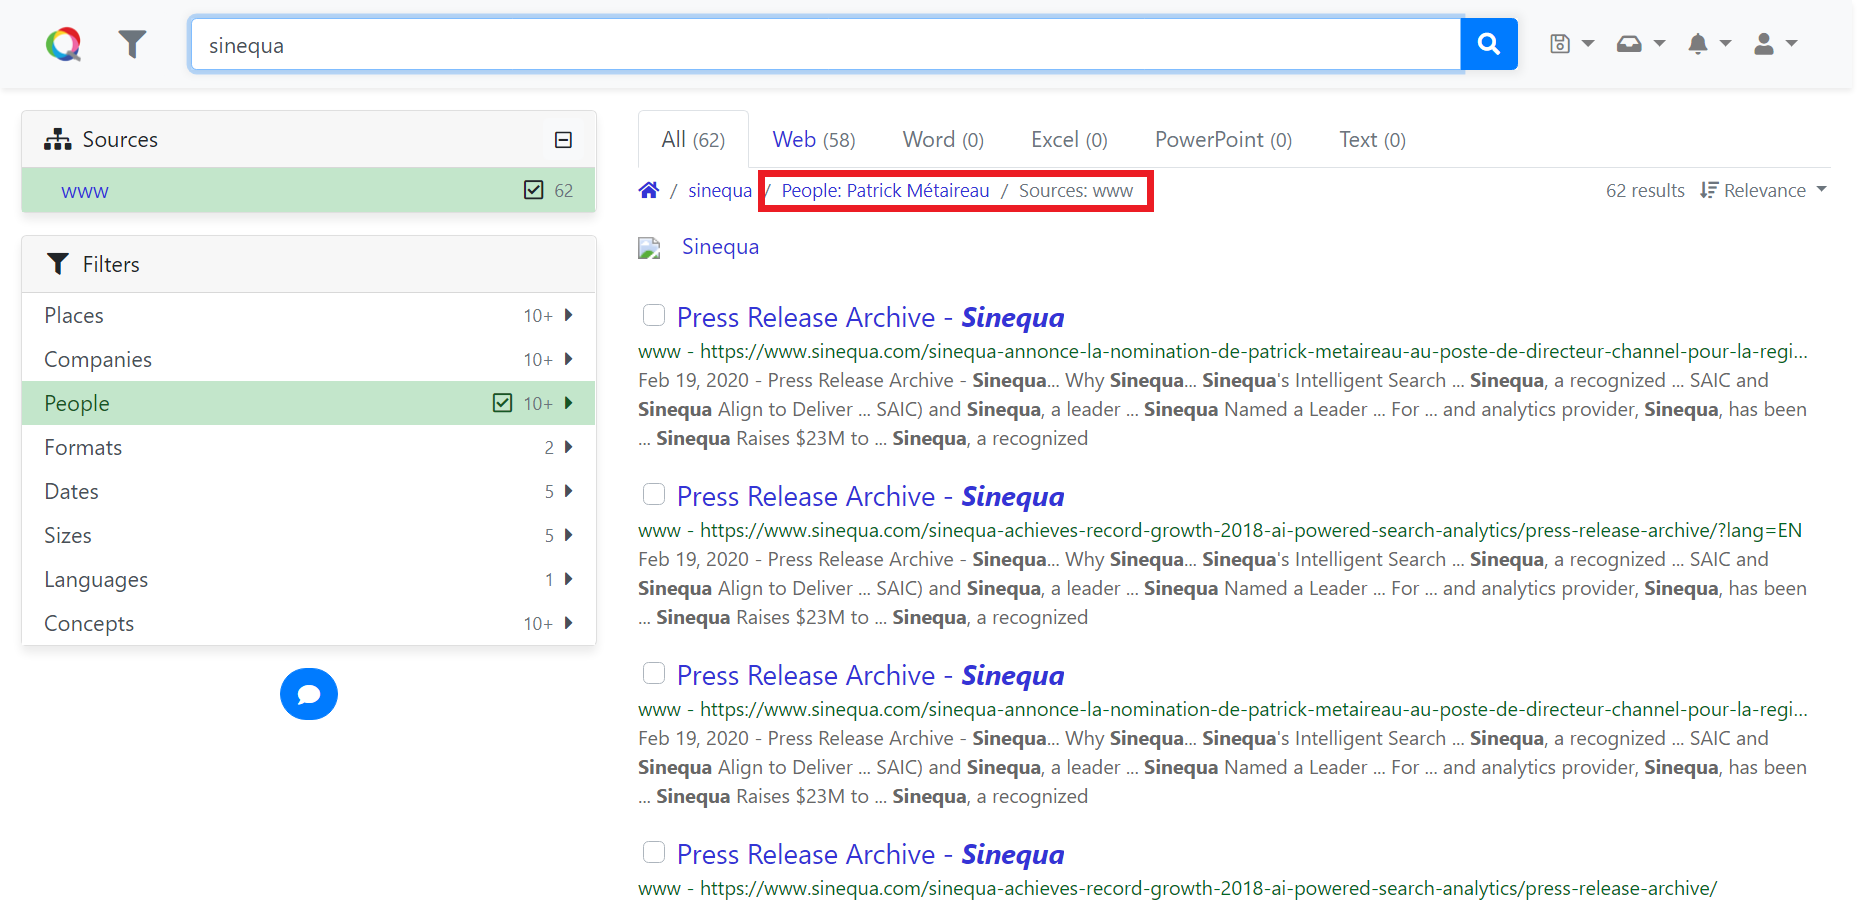 sinequa
Sources
www 62
Filters
Places 10+
Companies 10+
People 10+
Formats 2
Dates 5
Sizes 5
Languages 1
Concepts 10+
All (62) Web (58) Word (0) Excel (0) PowerPoint (0) Text (0)
/ sinequa / People: Patrick Métaireau / Sources: www 62 results Relevance
Sinequa
Press Release Archive - Sinequa
www - https://www.sinequa.com/sinequa-annonce-la-nomination-de-patrick-metaireau-au-poste-de-directeur-channel-pour-la-regi...
Feb 19, 2020 - Press Release Archive - Sinequa... Why Sinequa... Sinequa's Intelligent Search ... Sinequa, a recognized ... SAIC and
Sinequa Align to Deliver ... SAIC) and Sinequa, a leader ... Sinequa Named a Leader ... For ... and analytics provider, Sinequa, has been
... Sinequa Raises $23M to ... Sinequa, a recognized
Press Release Archive - Sinequa
www - https://www.sinequa.com/sinequa-achieves-record-growth-2018-ai-powered-search-analytics/press-release-archive/?lang=EN
Feb 19, 2020 - Press Release Archive - Sinequa... Why Sinequa... Sinequa's Intelligent Search ... Sinequa, a recognized ... SAIC and
Sinequa Align to Deliver ... SAIC) and Sinequa, a leader ... Sinequa Named a Leader ... For ... and analytics provider, Sinequa, has been
... Sinequa Raises $23M to ... Sinequa, a recognized
Press Release Archive - Sinequa
www - https://www.sinequa.com/sinequa-annonce-la-nomination-de-patrick-metaireau-au-poste-de-directeur-channel-pour-la-regi...
Feb 19, 2020 - Press Release Archive - Sinequa... Why Sinequa... Sinequa's Intelligent Search ... Sinequa, a recognized ... SAIC and
Sinequa Align to Deliver ... SAIC) and Sinequa, a leader ... Sinequa Named a Leader ... For ... and analytics provider, Sinequa, has been
... Sinequa Raises $23M to ... Sinequa, a recognized
Press Release Archive - Sinequa
www - https://www.sinequa.com/sinequa-achieves-record-growth-2018-ai-powered-search-analytics/press-release-archive/